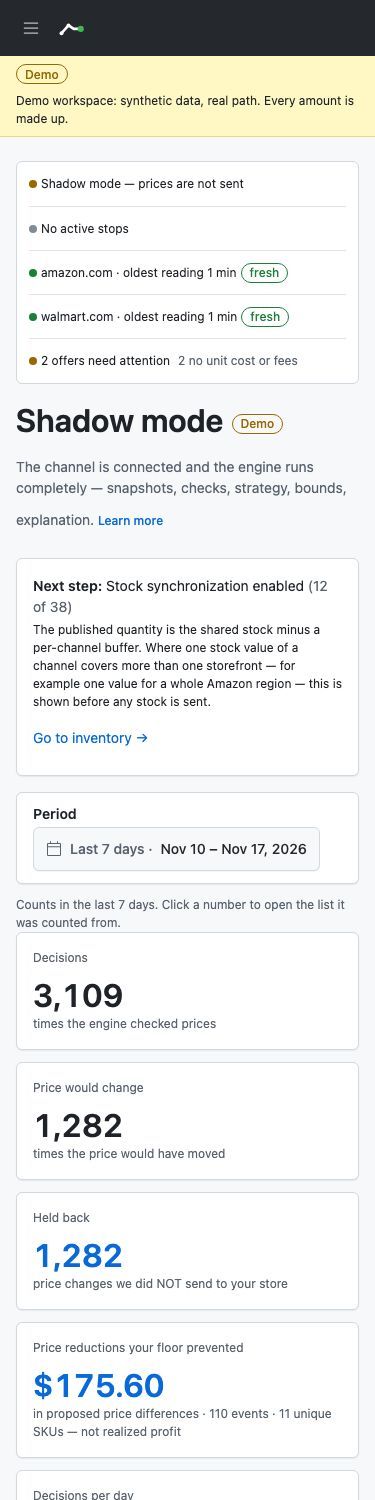 Demo
Demo workspace: synthetic data, real path. Every amount is
made up.
Shadow mode — prices are not sent
No active stops
amazon.com · oldest reading 1 min fresh
walmart.com · oldest reading 1 min fresh
2 offers need attention 2 no unit cost or fees
Shadow mode Demo
The channel is connected and the engine runs
completely — snapshots, checks, strategy, bounds,
explanation. Learn more
Next step: Stock synchronization enabled (12
of 38)
The published quantity is the shared stock minus a
per-channel buffer. Where one stock value of a
channel covers more than one storefront — for
example one value for a whole Amazon region — this is
shown before any stock is sent.
Go to inventory →
Period
Last 7 days · Nov 10 – Nov 17, 2026
Counts in the last 7 days. Click a number to open the list it
was counted from.
Decisions
3,109
times the engine checked prices
Price would change
1,282
times the price would have moved
Held back
1,282
price changes we did NOT send to your store
Price reductions your floor prevented
$175.60
in proposed price differences · 110 events · 11 unique
SKUs — not realized profit
Decisions per day